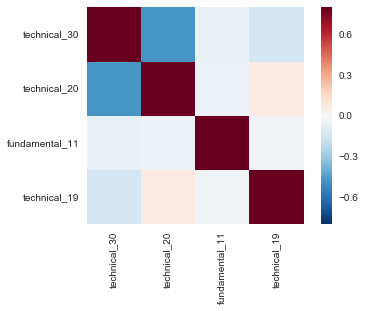 technical_30
technical_20
fundamental_11
technical_19
technical_30
technical_20
fundamental_11
technical_19
0.6
0.3
0.0
−0.3
−0.6